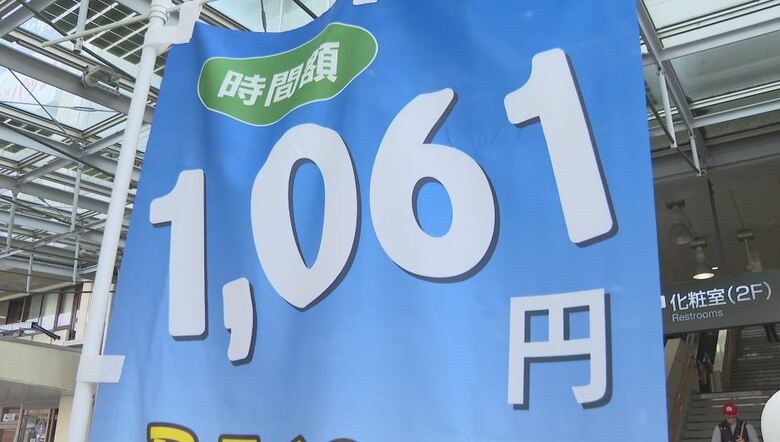 時間額
1,061
円
化粧室(2F)
Restrooms